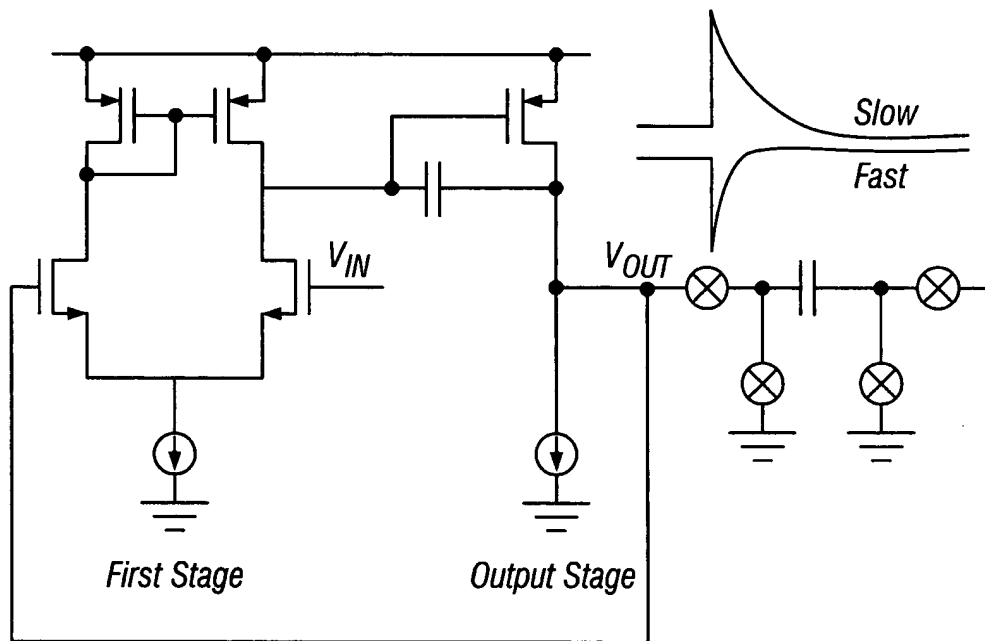 Slow
Fast
V_IN
V_OUT
First Stage
Output Stage